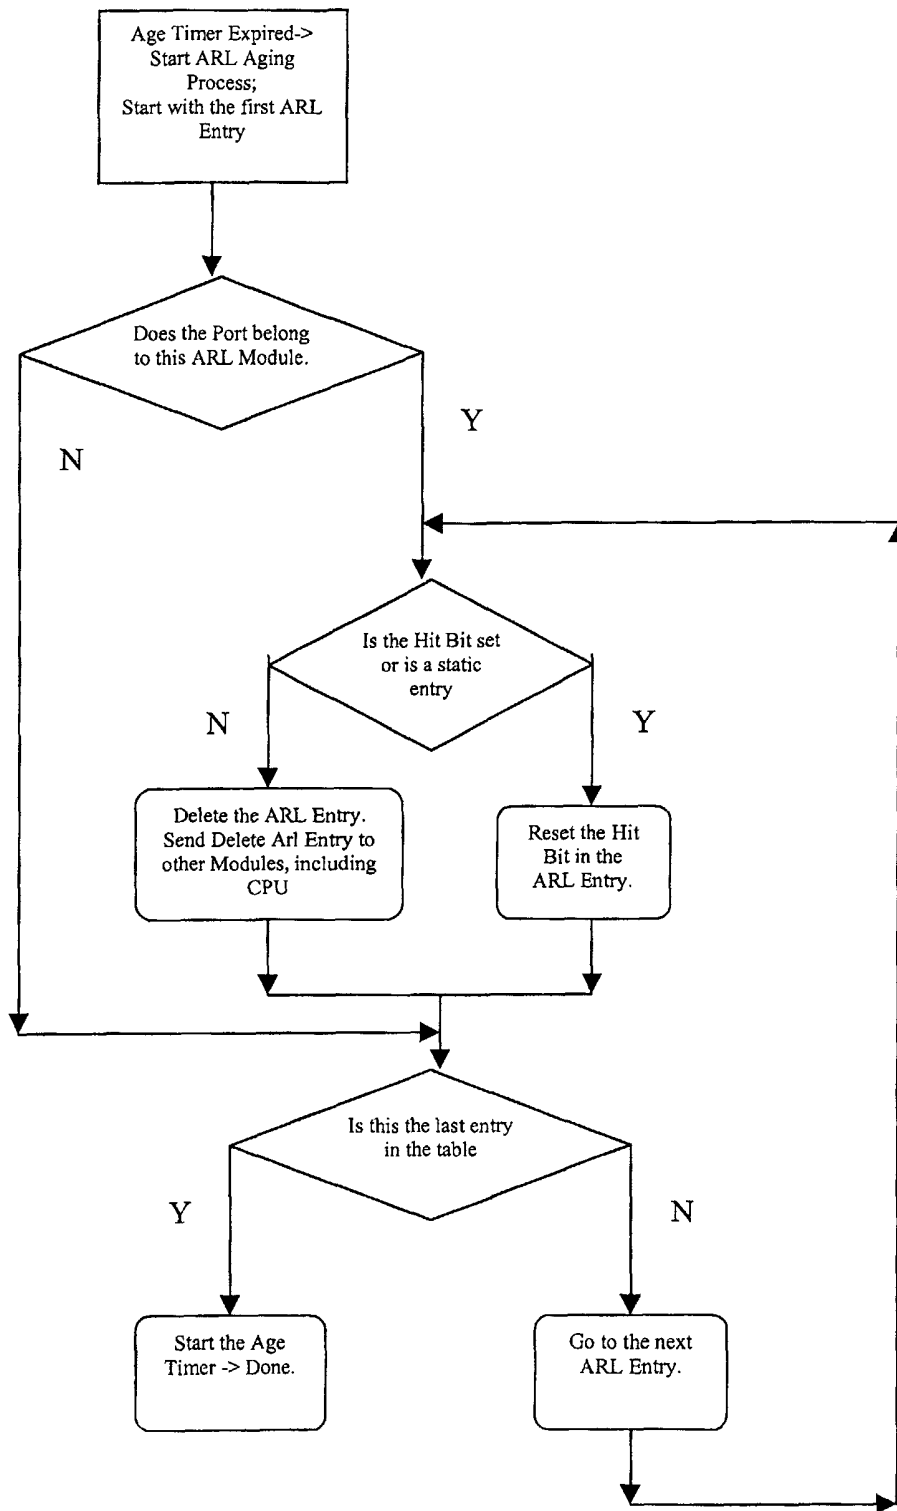 Age Timer Expired->
Start ARL Aging
Process;
Start with the first ARL
Entry
Does the Port belong
to this ARL Module.
Y
N
Is the Hit Bit set
or is a static
entry
N
Y
Delete the ARL Entry.
Send Delete Arl Entry to
other Modules, including
CPU
Reset the Hit
Bit in the
ARL Entry.
Is this the last entry
in the table
Y
N
Start the Age
Timer -> Done.
Go to the next
ARL Entry.